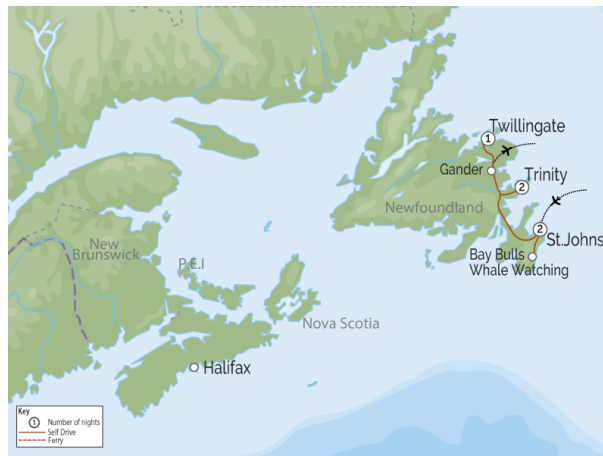 1
Twillingate
Gander
2
Trinity
Newfoundland
2
St.Johns
Bay Bulls
Whale Watching
New
Brunswick
P.E.I
Nova Scotia
Halifax
Key
1 Number of nights
Self Drive
Ferry